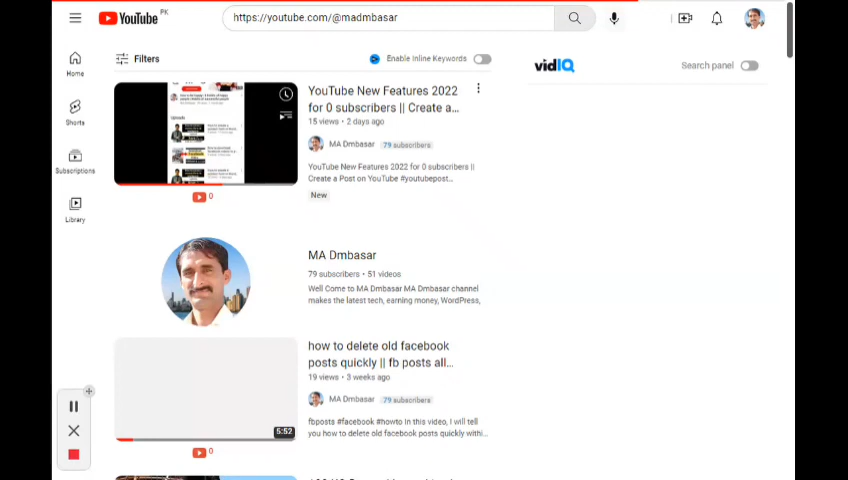 YouTube PK
https://youtube.com/@madmbasar
Home
Shorts
Subscriptions
Library
Filters
Enable Inline Keywords
vidIQ
Search panel
YouTube New Features 2022
for 0 subscribers || Create a...
15 views • 2 days ago
MA Dmbasar 79 subscribers
YouTube New Features 2022 for 0 subscribers ||
Create a Post on YouTube #youtubepost...
New
0
MA Dmbasar
79 subscribers • 51 videos
Well Come to MA Dmbasar MA Dmbasar channel
makes the latest tech, earning money, WordPress,
5:52
how to delete old facebook
posts quickly || fb posts all...
19 views • 3 weeks ago
MA Dmbasar 79 subscribers
fbposts #facebook #howto In this video, I will tell
you how to delete old facebook posts quickly withi...
0